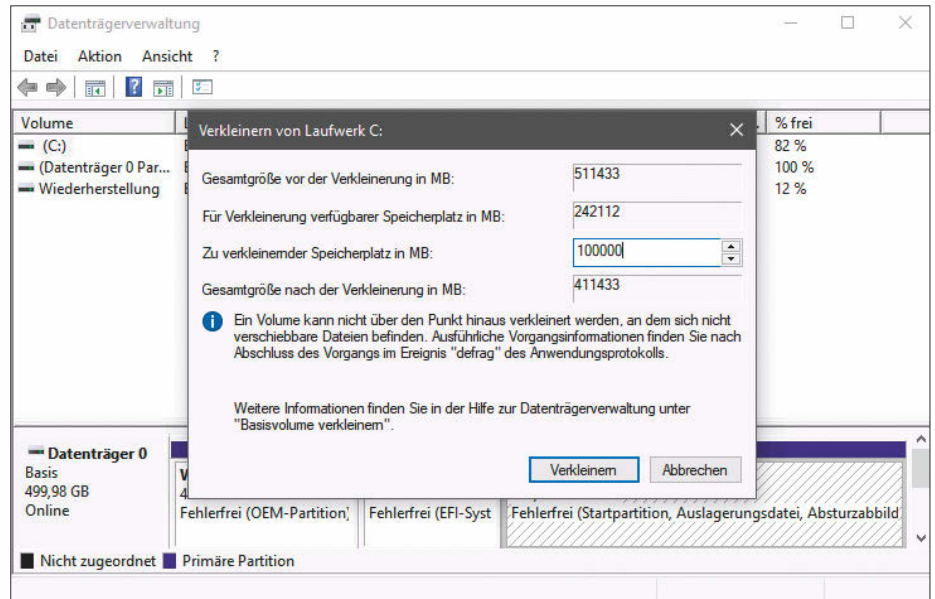 Datenträgerverwaltung
Datei Aktion Ansicht ?
Volume % frei
(C:) 82 %
(Datenträger 0 Par... 100 %
Wiederherstellung 12 %
Verkleinern von Laufwerk C:
Gesamtgröße vor der Verkleinerung in MB: 511433
Für Verkleinerung verfügbarer Speicherplatz in MB: 242112
Zu verkleinernder Speicherplatz in MB: 100000
Gesamtgröße nach der Verkleinerung in MB: 411433
Ein Volume kann nicht über den Punkt hinaus verkleinert werden, an dem sich nicht
verschiebbare Dateien befinden. Ausführliche Vorgangsinformationen finden Sie nach
Abschluss des Vorgangs im Ereignis "defrag" des Anwendungsprotokolls.
Weitere Informationen finden Sie in der Hilfe zur Datenträgerverwaltung unter
"Basisvolume verkleinern".
Verkleinern Abbrechen
Datenträger 0
Basis
499,98 GB
Online
Fehlerfrei (OEM-Partition) Fehlerfrei (EFI-Syst Fehlerfrei (Startpartition, Auslagerungsdatei, Absturzabbild
Nicht zugeordnet Primäre Partition